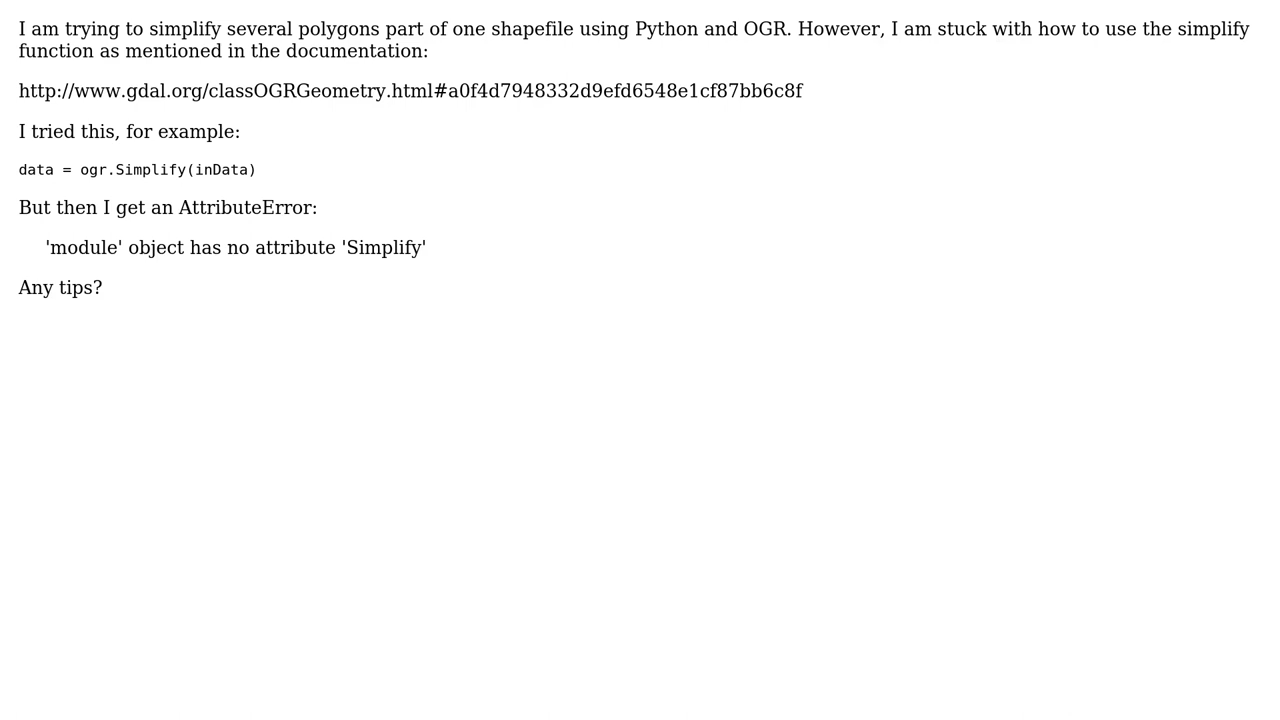 I am trying to simplify several polygons part of one shapefile using Python and OGR. However, I am stuck with how to use the simplify
function as mentioned in the documentation:
http://www.gdal.org/classOGRGeometry.html#a0f4d7948332d9efd6548e1cf87bb6c8f
I tried this, for example:
data = ogr.Simplify(inData)
But then I get an AttributeError:
'module' object has no attribute 'Simplify'
Any tips?